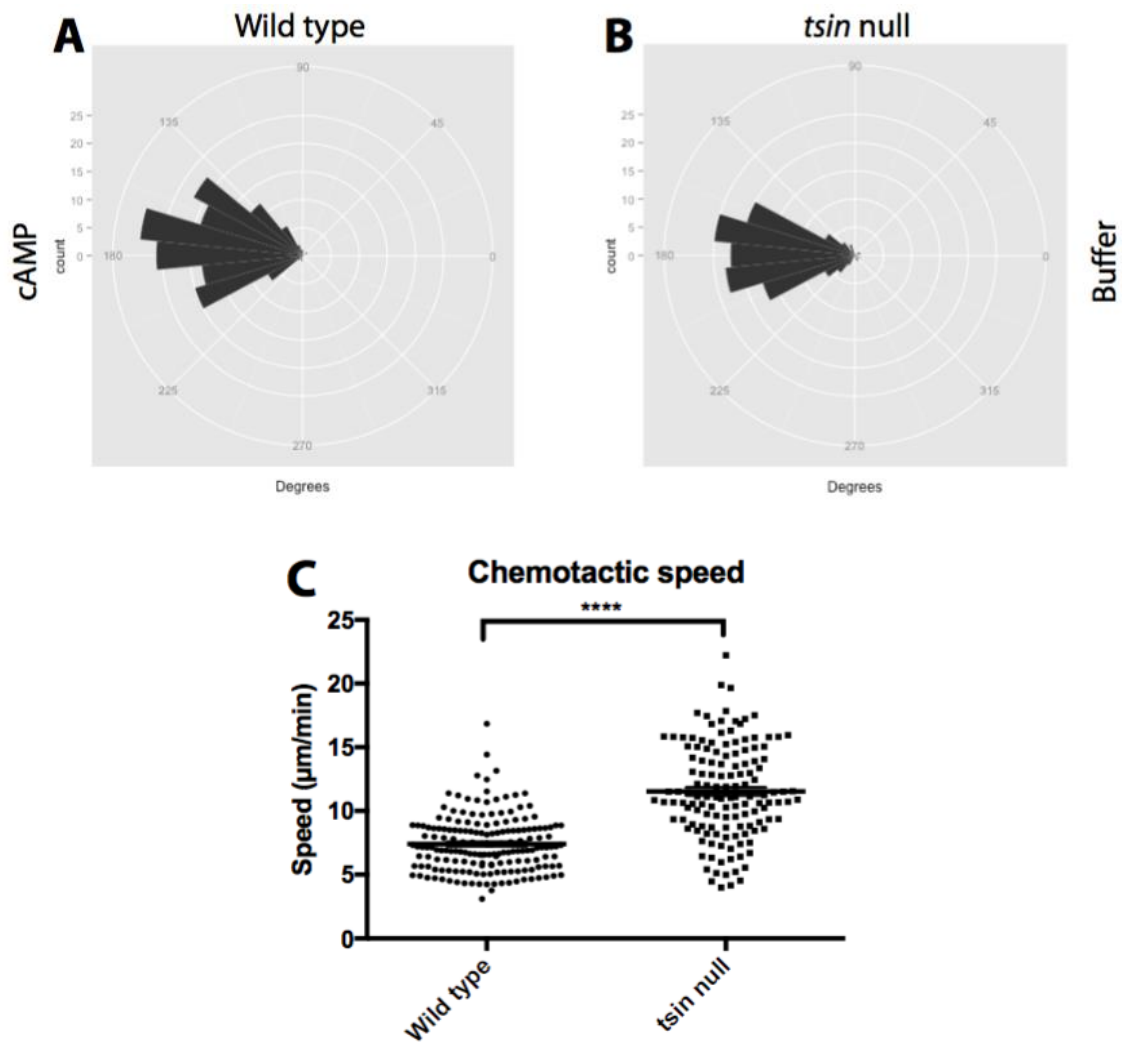 A
Wild type
B
tsin null
cAMP
count
25
20
15
10
5
0
90
135
45
180
0
225
315
270
Degrees
25
20
15
10
5
0
count
90
135
45
180
0
225
315
270
Degrees
Buffer
C
Chemotactic speed
****
Speed (µm/min)
25
20
15
10
5
0
Wild type
tsin null